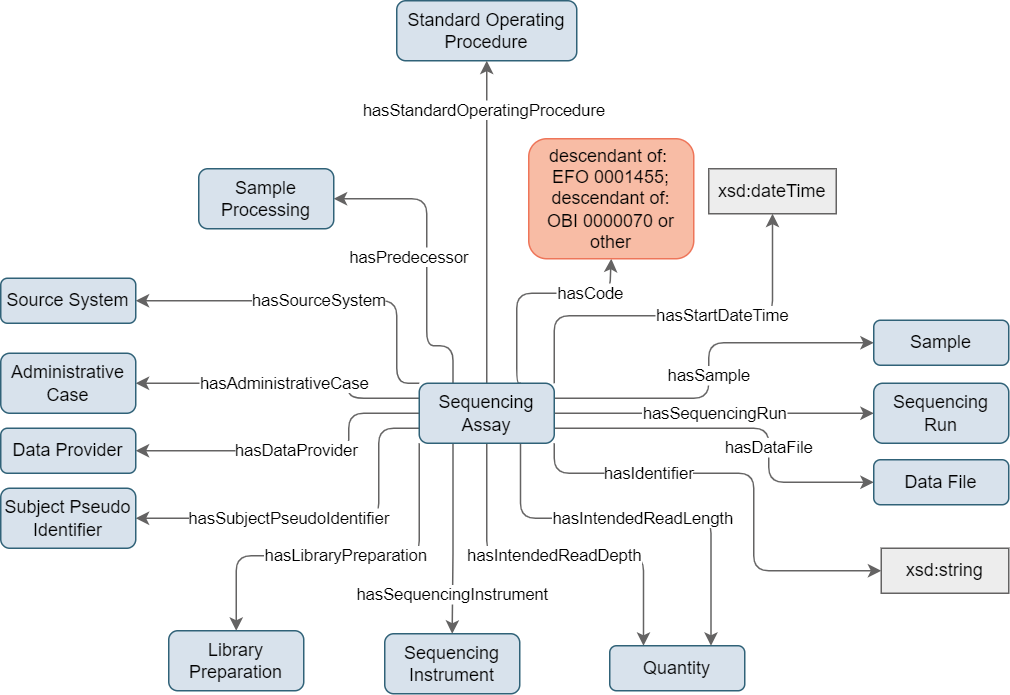 Standard Operating
Procedure
hasStandardOperatingProcedure
descendant of:
EFO 0001455;
descendant of:
OBI 0000070 or
other
xsd:dateTime
Sample
Processing
hasPredecessor
Source System
hasSourceSystem
hasCode
hasStartDateTime
Sample
Administrative
Case
hasAdministrativeCase
hasSample
Sequencing
Assay
hasSequencingRun
Sequencing
Run
Data Provider
hasDataProvider
hasDataFile
hasIdentifier
Data File
Subject Pseudo
Identifier
hasSubjectPseudoIdentifier
hasIntendedReadLength
hasLibraryPreparation
hasIntendedReadDepth
xsd:string
hasSequencingInstrument
Library
Preparation
Sequencing
Instrument
Quantity